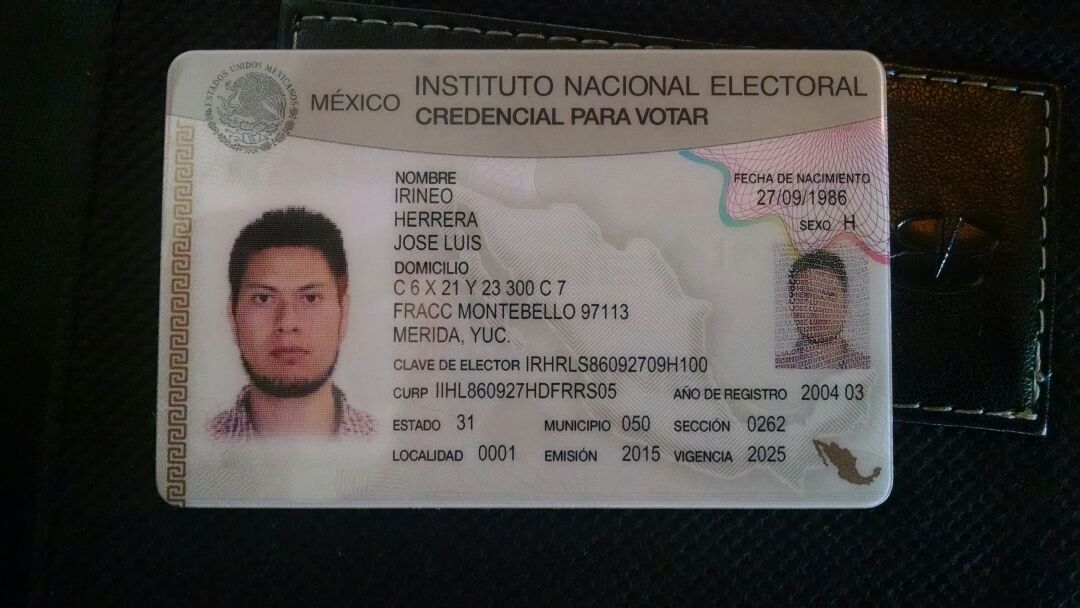 ESTADOS UNIDOS MEXICANOS
MÉXICO INSTITUTO NACIONAL ELECTORAL
CREDENCIAL PARA VOTAR
NOMBRE
IRINEO
HERRERA
JOSE LUIS
FECHA DE NACIMIENTO
27/09/1986
SEXO H
DOMICILIO
C 6 X 21 Y 23 300 C 7
FRACC MONTEBELLO 97113
MERIDA, YUC.
CLAVE DE ELECTOR IRHRLS86092709H100
CURP IIHL860927HDFRRS05 AÑO DE REGISTRO 2004 03
ESTADO 31 MUNICIPIO 050 SECCIÓN 0262
LOCALIDAD 0001 EMISIÓN 2015 VIGENCIA 2025